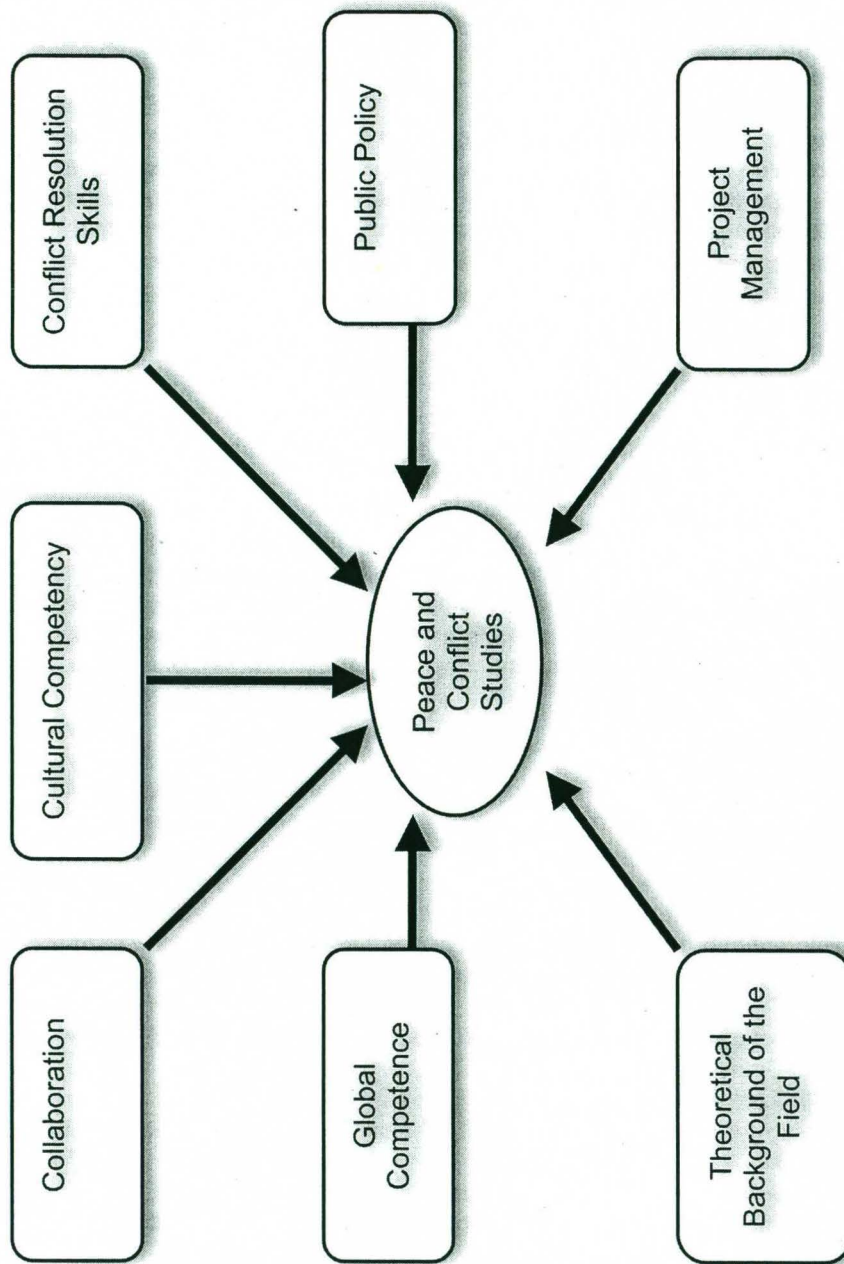 Collaboration
Cultural Competency
Conflict Resolution
Skills
Global
Competence
Peace and
Conflict
Studies
Public Policy
Theoretical
Background of the
Field
Project
Management